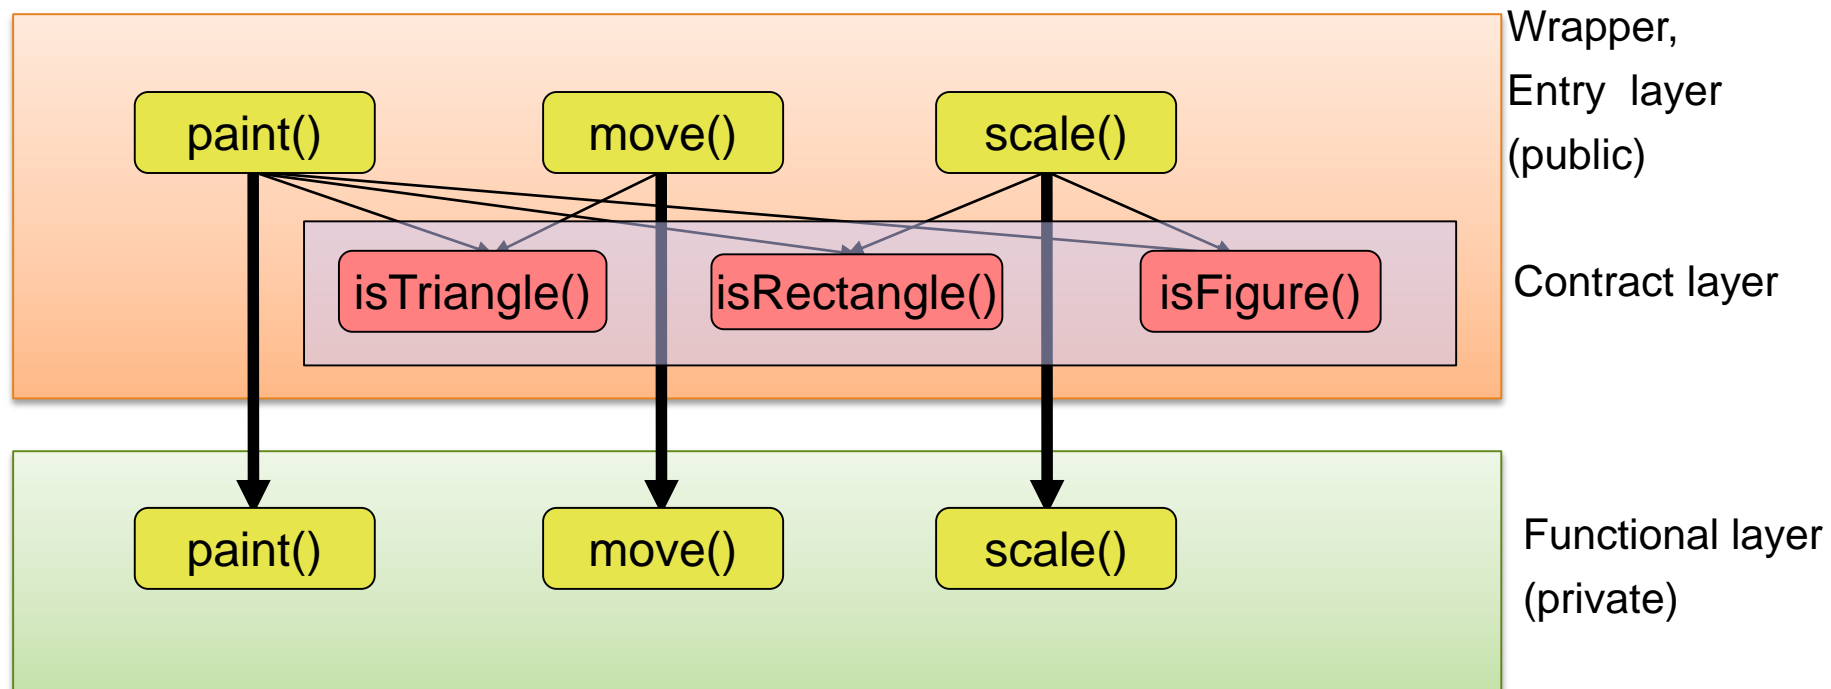 Wrapper,
Entry layer
(public)
paint()
move()
scale()
isTriangle()
isRectangle()
isFigure()
Contract layer
paint()
move()
scale()
Functional layer
(private)